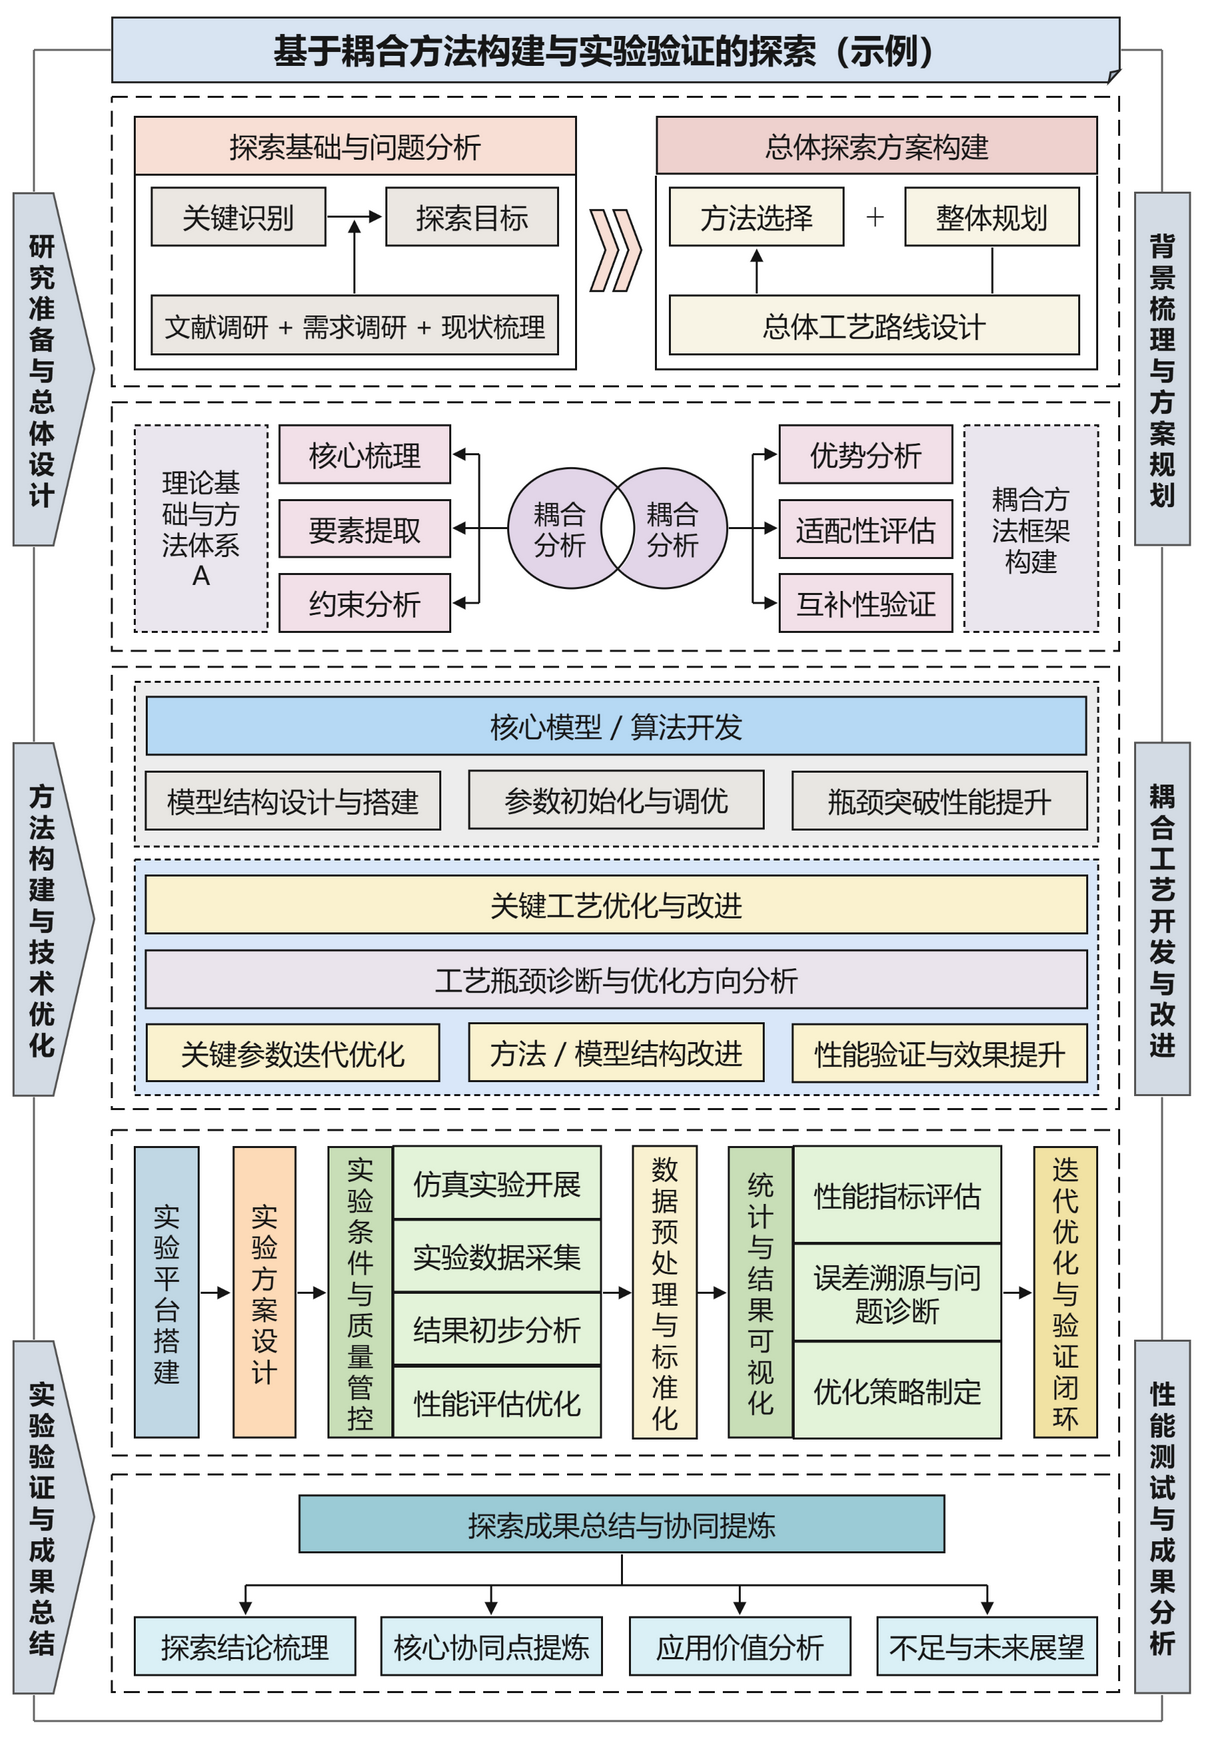 基于耦合方法构建与实验验证的探索（示例）
研究准备与总体设计
探索基础与问题分析
关键识别
探索目标
文献调研 + 需求调研 + 现状梳理
总体探索方案构建
方法选择
+
整体规划
总体工艺路线设计
背景梳理与方案规划
理论基
础与方
法体系
A
核心梳理
要素提取
约束分析
耦合
分析
耦合
分析
优势分析
适配性评估
互补性验证
耦合方
法框架
构建
方法构建与技术优化
核心模型 / 算法开发
模型结构设计与搭建
参数初始化与调优
瓶颈突破性能提升
关键工艺优化与改进
工艺瓶颈诊断与优化方向分析
关键参数迭代优化
方法 / 模型结构改进
性能验证与效果提升
耦合工艺开发与改进
实验验证与成果总结
实验平台搭建
实验方案设计
实验条件与质量管控
仿真实验开展
实验数据采集
结果初步分析
性能评估优化
数据预处理与标准化
统计与结果可视化
性能指标评估
误差溯源与问
题诊断
优化策略制定
迭代优化与验证闭环
性能测试与成果分析
探索成果总结与协同提炼
探索结论梳理
核心协同点提炼
应用价值分析
不足与未来展望